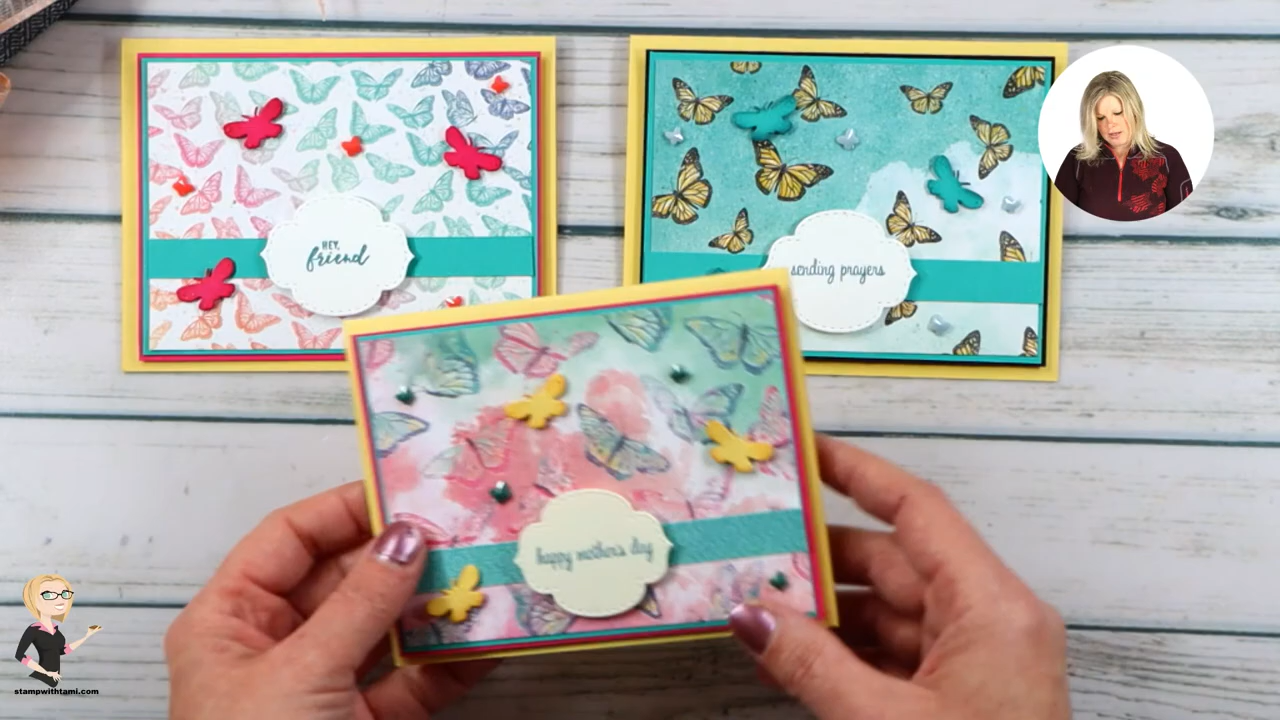 HEY,
friend
sending prayers
happy mother's day
stampwithtami.com